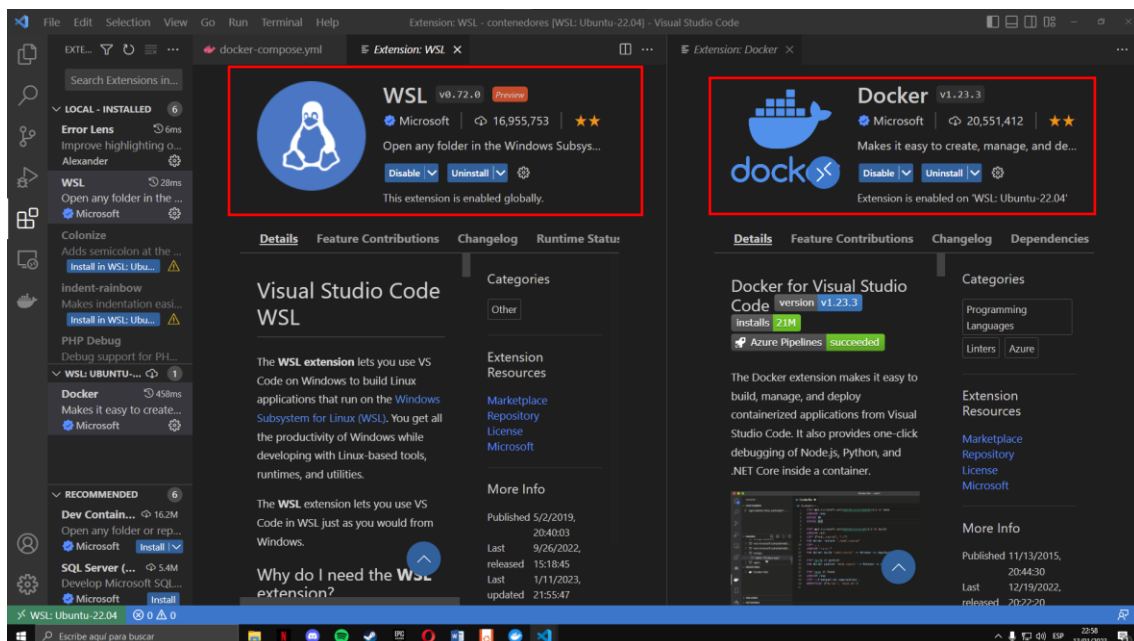 File Edit Selection View Go Run Terminal Help
Extension: WSL - contenedores [WSL: Ubuntu-22.04] - Visual Studio Code
EXTE...
Search Extensions in...
LOCAL - INSTALLED 6
Error Lens 6ms
Improve highlighting o...
Alexander
WSL 28ms
Open any folder in the ...
Microsoft
Colonize
Adds semicolon at the ...
Install in WSL: Ubu...
indent-rainbow
Makes indentation easi...
Install in WSL: Ubu...
PHP Debug
Debug support for PH...
WSL: UBUNTU-... 1
Docker 458ms
Makes it easy to create...
Microsoft
RECOMMENDED 6
Dev Contain... 16.2M
Open any folder or rep...
Microsoft Install
SQL Server (... 5.4M
Develop Microsoft SQL...
Microsoft Install
docker-compose.yml
Extension: WSL
WSL v0.72.0 Preview
Microsoft 16,955,753
Open any folder in the Windows Subsys...
Disable Uninstall
This extension is enabled globally.
Details Feature Contributions Changelog Runtime Status
Visual Studio Code
WSL
The WSL extension lets you use VS
Code on Windows to build Linux
applications that run on the Windows
Subsystem for Linux (WSL). You get all
the productivity of Windows while
developing with Linux-based tools,
runtimes, and utilities.
The WSL extension lets you use VS
Code in WSL just as you would from
Windows.
Why do I need the WSL
extension?
Categories
Other
Extension
Resources
Marketplace
Repository
License
Microsoft
More Info
Published 5/2/2019,
20:40:03
Last 9/26/2022,
released 15:18:45
Last 1/11/2023,
updated 21:55:47
Extension: Docker
docke
Docker v1.23.3
Microsoft 20,551,412
Makes it easy to create, manage, and de...
Disable Uninstall
Extension is enabled on 'WSL: Ubuntu-22.04'
Details Feature Contributions Changelog Dependencies
Docker for Visual Studio
Code version v1.23.3
installs 21M
Azure Pipelines succeeded
The Docker extension makes it easy to
build, manage, and deploy
containerized applications from Visual
Studio Code. It also provides one-click
debugging of Node.js, Python, and
.NET Core inside a container.
Categories
Programming
Languages
Linters Azure
Extension
Resources
Marketplace
Repository
License
Microsoft
More Info
Published 11/13/2015,
20:44:30
Last 12/19/2022,
released 20:22:20
WSL: Ubuntu-22.04 0 0
Escribe aquí para buscar
ESP 22:58